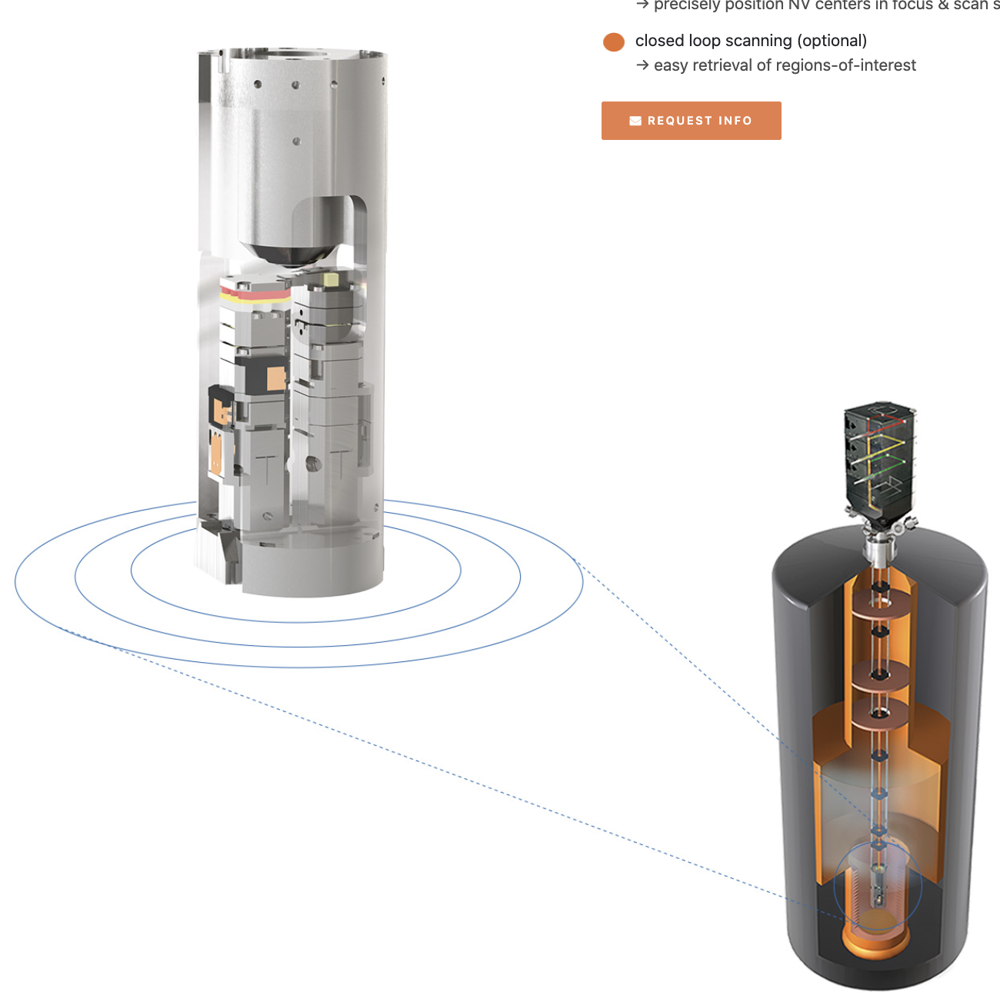 → precisely position NV centers in focus & scan s
closed loop scanning (optional)
→ easy retrieval of regions-of-interest
REQUEST INFO